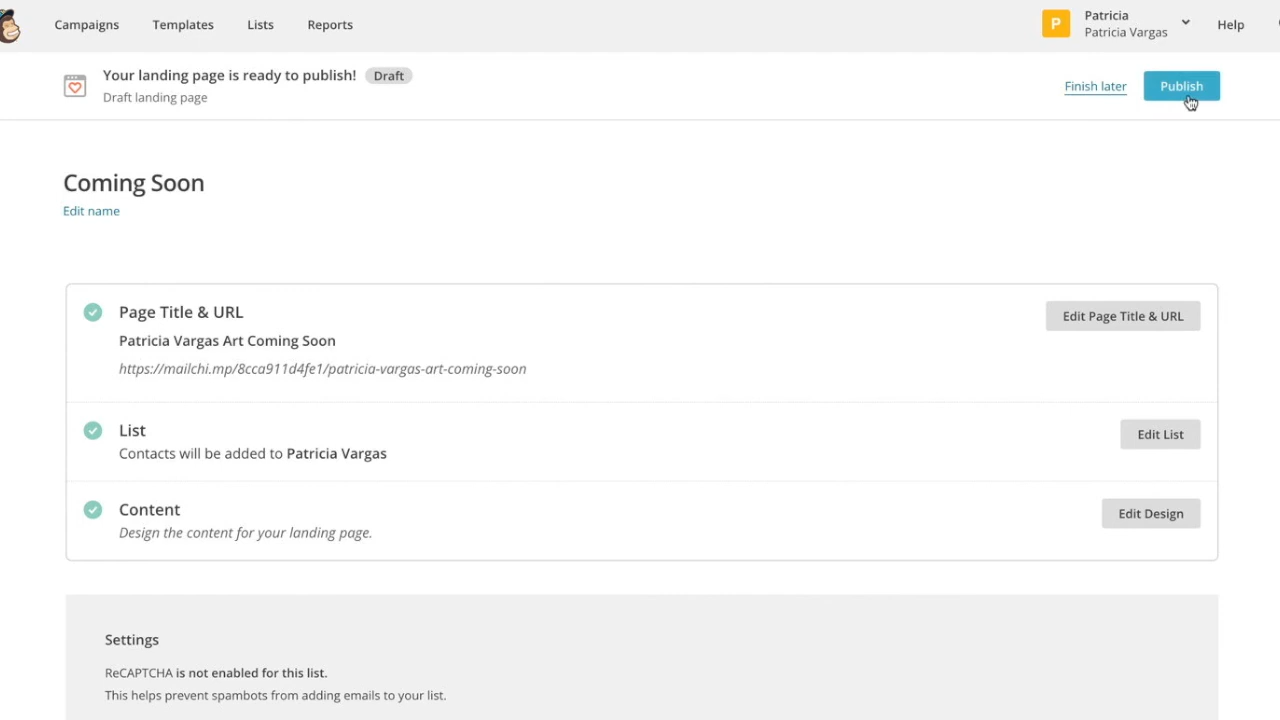 Campaigns Templates Lists Reports
P Patricia
Patricia Vargas
Help
Your landing page is ready to publish! Draft
Draft landing page
Finish later Publish
Coming Soon
Edit name
Page Title & URL
Edit Page Title & URL
Patricia Vargas Art Coming Soon
https://mailchi.mp/8cca911d4fe1/patricia-vargas-art-coming-soon
List
Edit List
Contacts will be added to Patricia Vargas
Content
Edit Design
Design the content for your landing page.
Settings
ReCAPTCHA is not enabled for this list.
This helps prevent spambots from adding emails to your list.